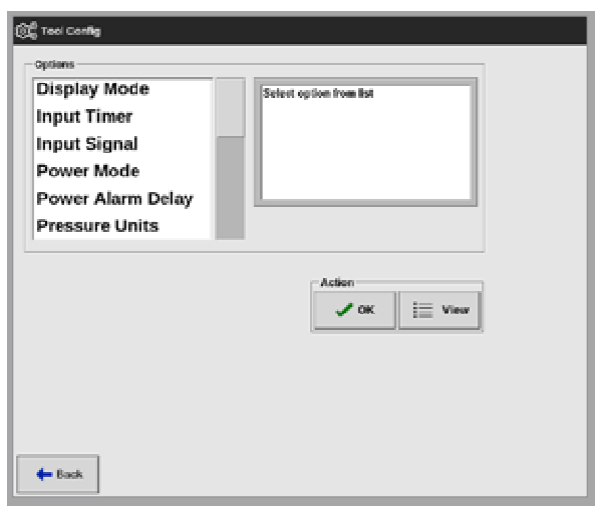 Tool Config
Options
Display Mode
Input Timer
Input Signal
Power Mode
Power Alarm Delay
Pressure Units
Select option from list
Action
OK
View
Back